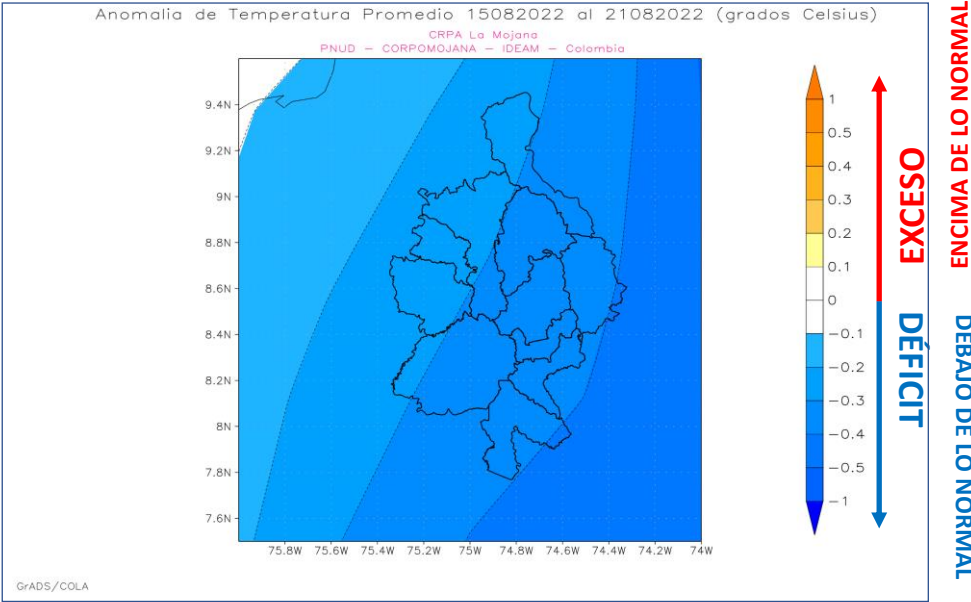 Anomalia de Temperatura Promedio 15082022 al 21082022 (grados Celsius)
CRPA La Mojana
PNUD – CORPOMOJANA – IDEAM – Colombia
9.4N
9.2N
9N
8.8N
8.6N
8.4N
8.2N
8N
7.8N
7.6N
75.8W 75.6W 75.4W 75.2W 75W 74.8W 74.6W 74.4W 74.2W 74W
1
0.5
0.4
0.3
0.2
0.1
0
−0.1
−0.2
−0.3
−0.4
−0.5
−1
EXCESO
DÉFICIT
ENCIMA DE LO NORMAL
DEBAJO DE LO NORMAL
GrADS/COLA